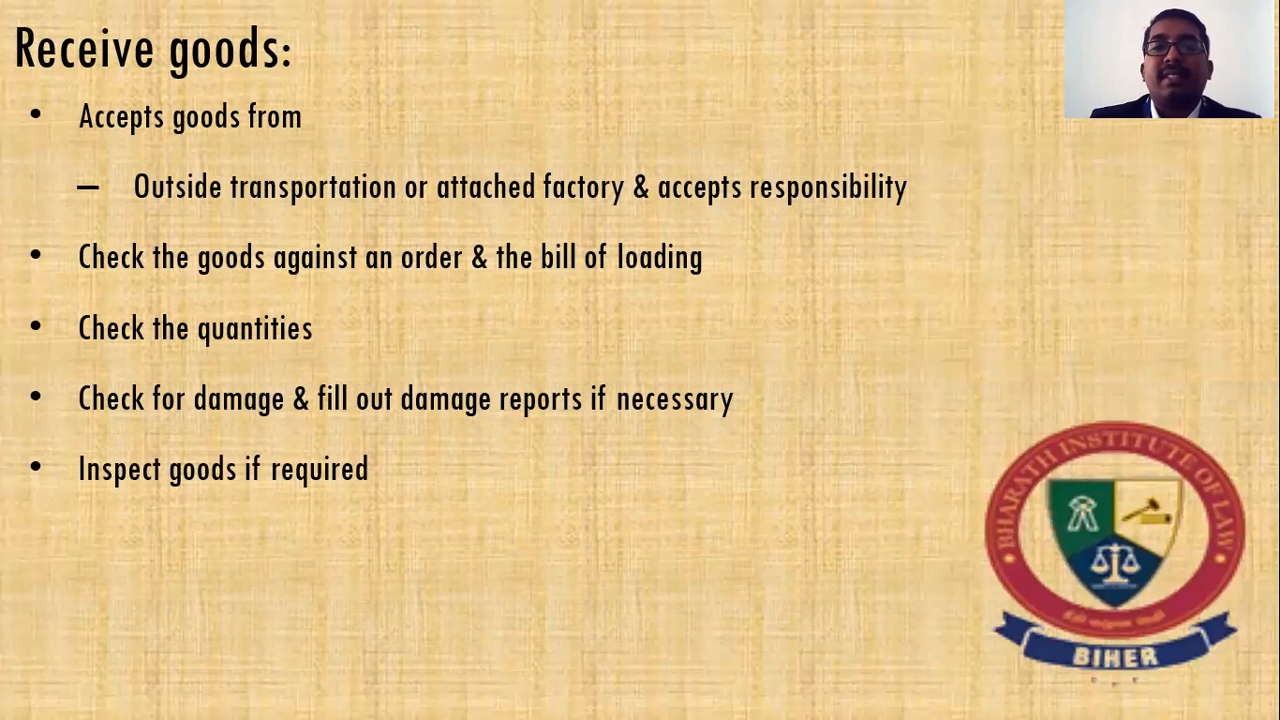 Receive goods:
• Accepts goods from
– Outside transportation or attached factory & accepts responsibility
• Check the goods against an order & the bill of loading
• Check the quantities
• Check for damage & fill out damage reports if necessary
• Inspect goods if required
BHARATH INSTITUTE OF LAW
BIHER